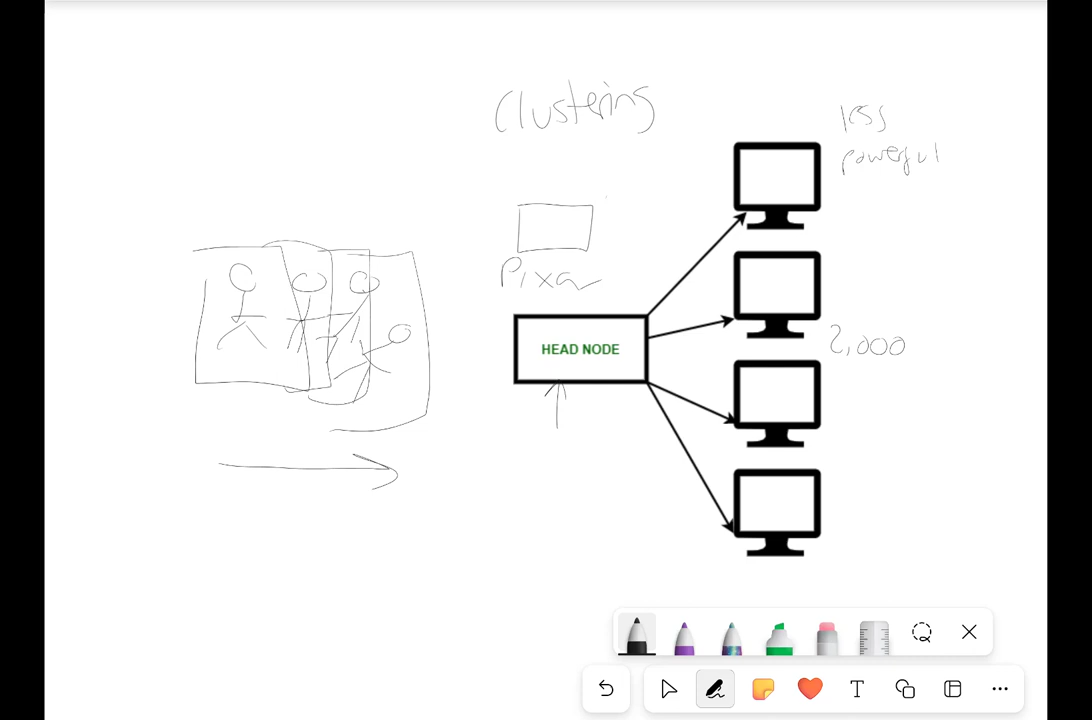 Clustering
less
powerful
Pixar
HEAD NODE
2,000
T